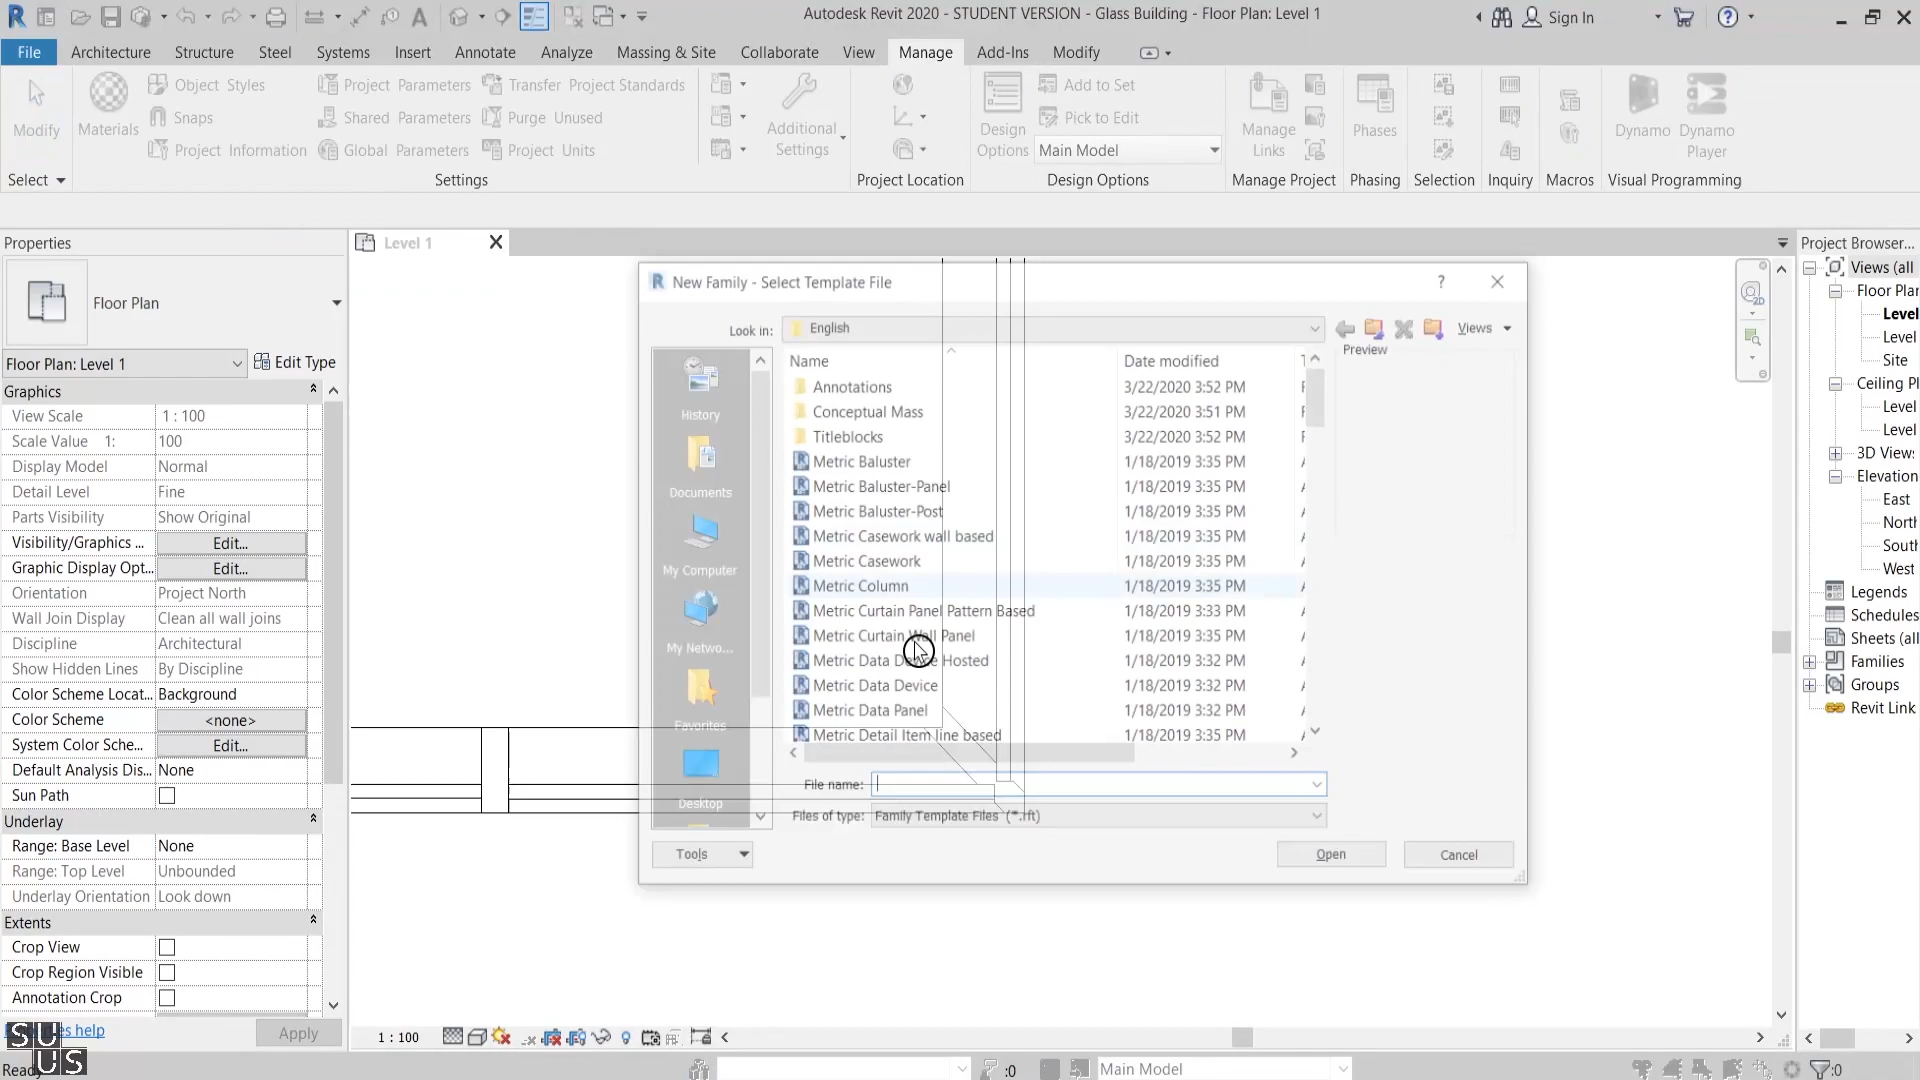 Autodesk Revit 2020 - STUDENT VERSION - Glass Building - Floor Plan: Level 1
Sign In
File Architecture Structure Steel Systems Insert Annotate Analyze Massing & Site Collaborate View Manage Add-Ins Modify
Modify
Materials
Object Styles
Snaps
Project Information
Project Parameters
Shared Parameters
Global Parameters
Transfer Project Standards
Purge Unused
Project Units
Additional
Settings
Design
Options
Add to Set
Pick to Edit
Main Model
Manage
Links
Phases
Dynamo
Dynamo
Player
Select
Settings
Project Location
Design Options
Manage Project
Phasing
Selection
Inquiry
Macros
Visual Programming
Properties
Floor Plan
Floor Plan: Level 1
Edit Type
Graphics
View Scale 1 : 100
Scale Value 1: 100
Display Model Normal
Detail Level Fine
Parts Visibility Show Original
Visibility/Graphics ... Edit...
Graphic Display Opt... Edit...
Orientation Project North
Wall Join Display Clean all wall joins
Discipline Architectural
Show Hidden Lines By Discipline
Color Scheme Locat... Background
Color Scheme <none>
System Color Sche... Edit...
Default Analysis Dis... None
Sun Path
Underlay
Range: Base Level None
Range: Top Level Unbounded
Underlay Orientation Look down
Extents
Crop View
Crop Region Visible
Annotation Crop
es help
Apply
SU
US
Level 1
New Family - Select Template File
?
Look in: English
Views
Preview
History
Documents
My Computer
My Netwo...
Favorites
Desktop
Name Date modified
Annotations 3/22/2020 3:52 PM
Conceptual Mass 3/22/2020 3:51 PM
Titleblocks 3/22/2020 3:52 PM
Metric Baluster 1/18/2019 3:35 PM
Metric Baluster-Panel 1/18/2019 3:35 PM
Metric Baluster-Post 1/18/2019 3:35 PM
Metric Casework wall based 1/18/2019 3:35 PM
Metric Casework 1/18/2019 3:35 PM
Metric Column 1/18/2019 3:35 PM
Metric Curtain Panel Pattern Based 1/18/2019 3:33 PM
Metric Curtain Wall Panel 1/18/2019 3:35 PM
Metric Data Device Hosted 1/18/2019 3:32 PM
Metric Data Device 1/18/2019 3:32 PM
Metric Data Panel 1/18/2019 3:32 PM
Metric Detail Item line based 1/18/2019 3:35 PM
File name:
Files of type: Family Template Files (*.rft)
Tools
Open
Cancel
Project Browser...
Views (all
Floor Plan
Level
Level
Site
Ceiling Pl
Level
Level
3D View
Elevation
East
North
South
West
Legends
Schedules
Sheets (all
Families
Groups
Revit Link
1 : 100
Ready
:0
Main Model
:0